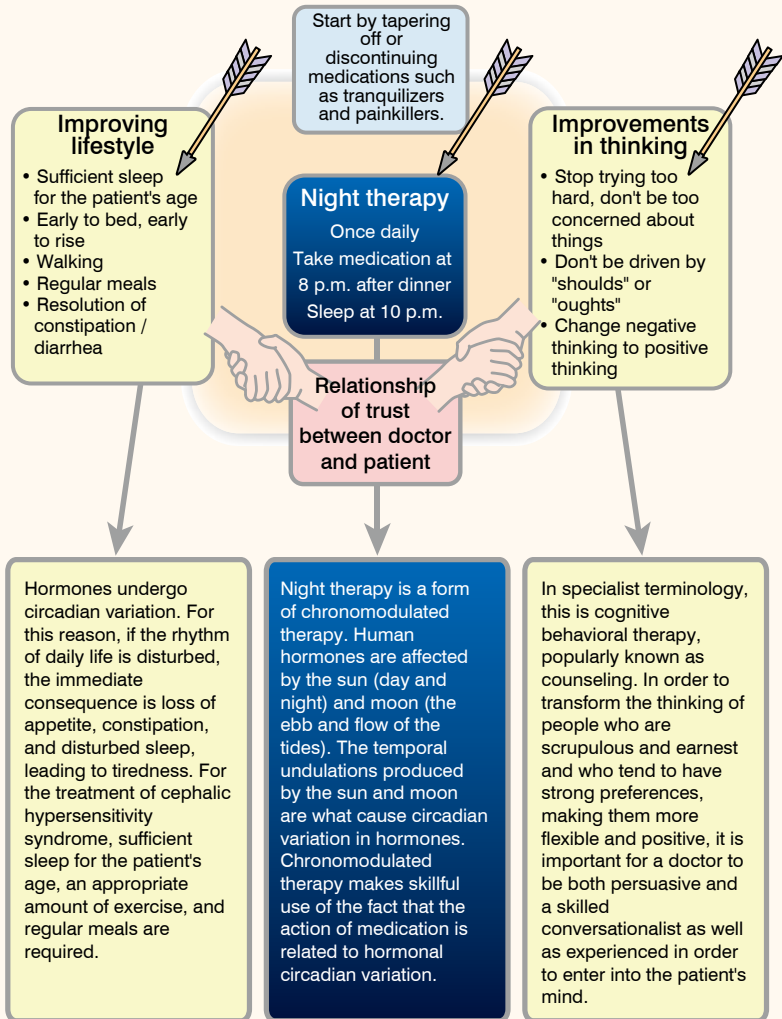 Start by tapering
off or
discontinuing
medications such
as tranquilizers
and painkillers.
Improving
lifestyle
• Sufficient sleep
for the patient's age
• Early to bed, early
to rise
• Walking
• Regular meals
• Resolution of
constipation /
diarrhea
Night therapy
Once daily
Take medication at
8 p.m. after dinner
Sleep at 10 p.m.
Improvements
in thinking
• Stop trying too
hard, don't be too
concerned about
things
• Don't be driven by
"shoulds" or
"oughts"
• Change negative
thinking to positive
thinking
Relationship
of trust
between doctor
and patient
Hormones undergo
circadian variation. For
this reason, if the rhythm
of daily life is disturbed,
the immediate
consequence is loss of
appetite, constipation,
and disturbed sleep,
leading to tiredness. For
the treatment of cephalic
hypersensitivity
syndrome, sufficient
sleep for the patient's
age, an appropriate
amount of exercise, and
regular meals are
required.
Night therapy is a form
of chronomodulated
therapy. Human
hormones are affected
by the sun (day and
night) and moon (the
ebb and flow of the
tides). The temporal
undulations produced
by the sun and moon
are what cause circadian
variation in hormones.
Chronomodulated
therapy makes skillful
use of the fact that the
action of medication is
related to hormonal
circadian variation.
In specialist terminology,
this is cognitive
behavioral therapy,
popularly known as
counseling. In order to
transform the thinking of
people who are
scrupulous and earnest
and who tend to have
strong preferences,
making them more
flexible and positive, it is
important for a doctor to
be both persuasive and
a skilled
conversationalist as well
as experienced in order
to enter into the patient's
mind.